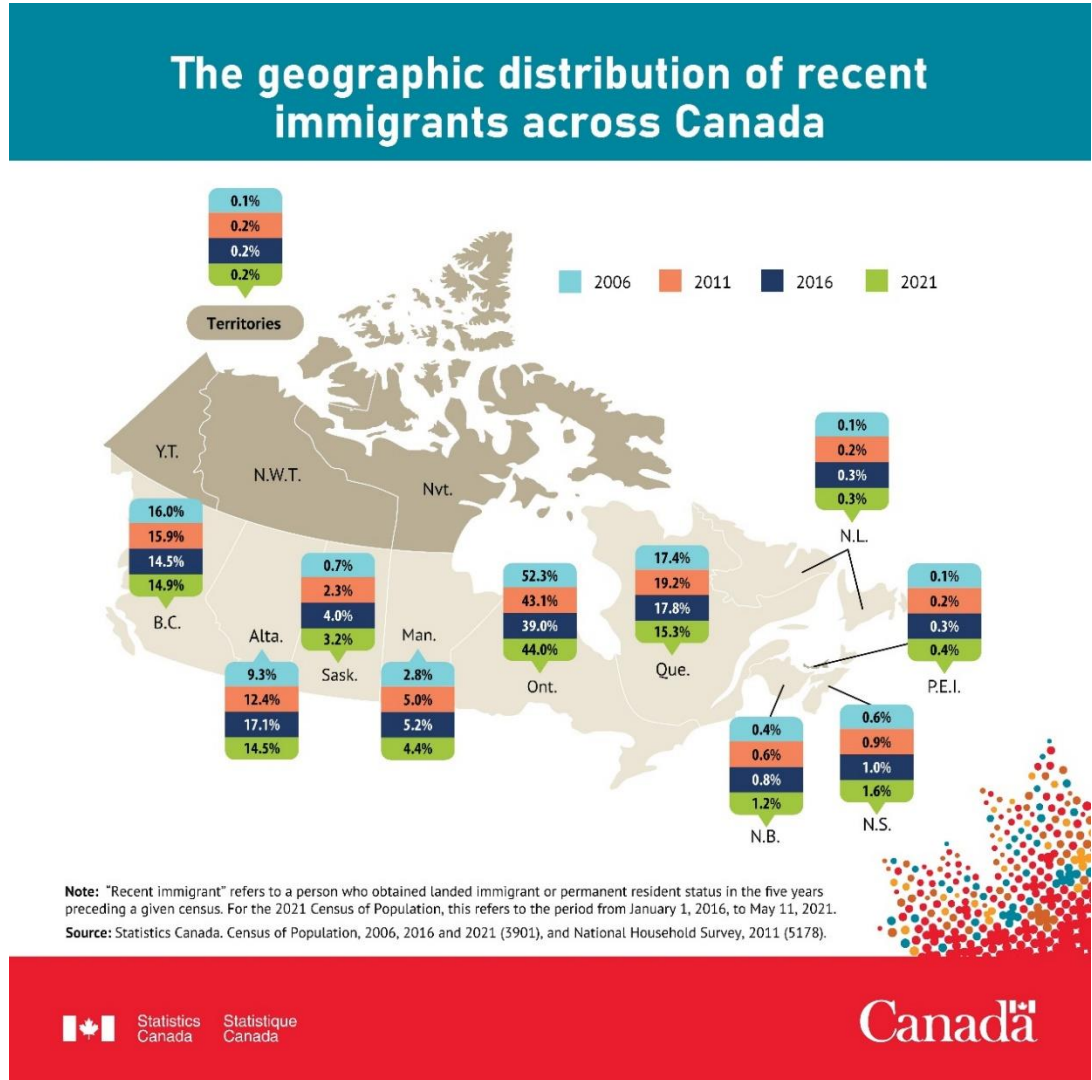 The geographic distribution of recent
immigrants across Canada
0.1%
0.2%
0.2%
0.2%
Territories
2006
2011
2016
2021
Y.T.
N.W.T.
Nvt.
0.1%
0.2%
0.3%
0.3%
N.L.
16.0%
15.9%
14.5%
14.9%
B.C.
Alta.
9.3%
12.4%
17.1%
14.5%
0.7%
2.3%
4.0%
3.2%
Sask.
Man.
2.8%
5.0%
5.2%
4.4%
52.3%
43.1%
39.0%
44.0%
Ont.
17.4%
19.2%
17.8%
15.3%
Que.
0.1%
0.2%
0.3%
0.4%
P.E.I.
0.4%
0.6%
0.8%
1.2%
N.B.
0.6%
0.9%
1.0%
1.6%
N.S.
Note: “Recent immigrant” refers to a person who obtained landed immigrant or permanent resident status in the five years
preceding a given census. For the 2021 Census of Population, this refers to the period from January 1, 2016, to May 11, 2021.
Source: Statistics Canada. Census of Population, 2006, 2016 and 2021 (3901), and National Household Survey, 2011 (5178).
Statistics Statistique
Canada Canada
Canada